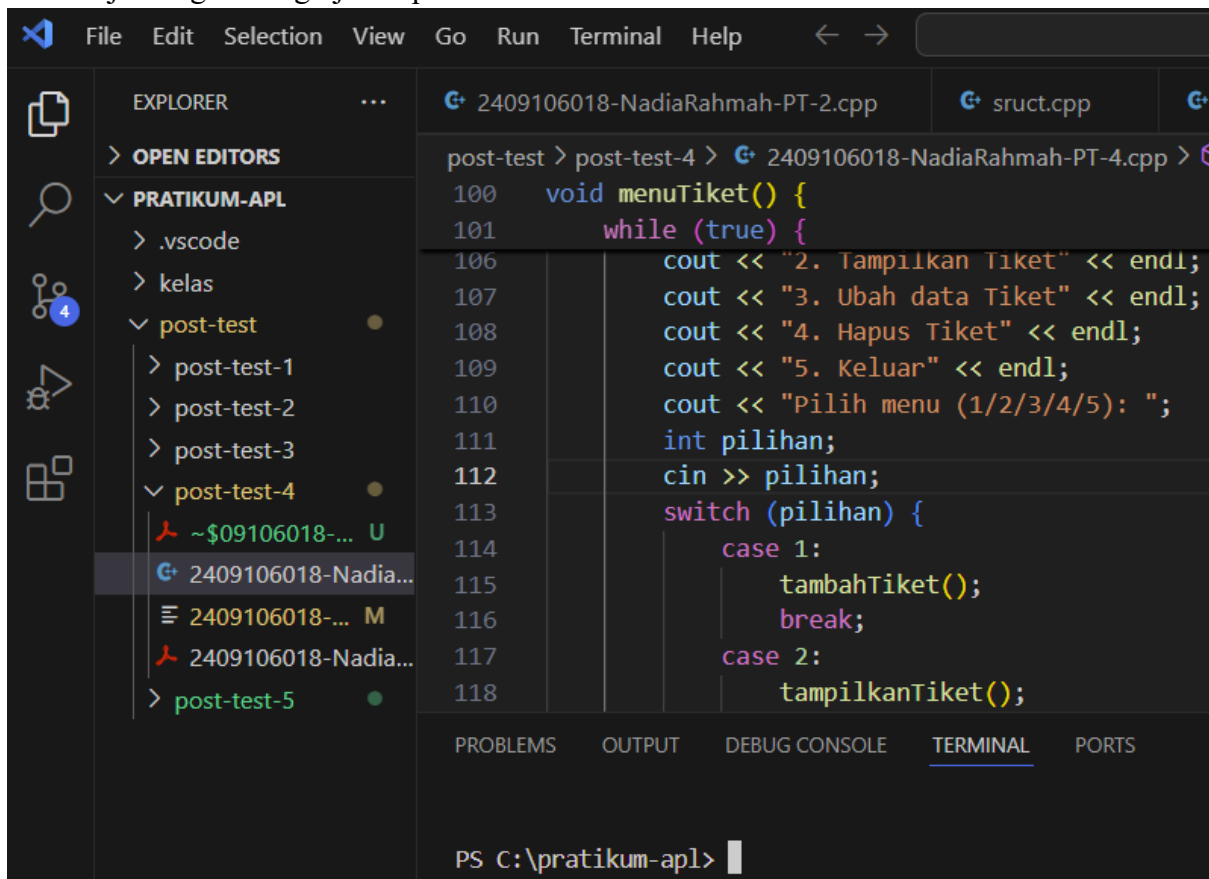 File Edit Selection View Go Run Terminal Help
EXPLORER
2409106018-NadiaRahmah-PT-2.cpp
sruct.cpp
OPEN EDITORS
post-test > post-test-4 > 2409106018-NadiaRahmah-PT-4.cpp >
PRATIKUM-APL
.vscode
kelas
post-test
post-test-1
post-test-2
post-test-3
post-test-4
~$09106018-... U
2409106018-Nadia...
2409106018-... M
2409106018-Nadia...
post-test-5
4
100 void menuTiket() {
101 while (true) {
106 cout << "2. Tampilkan Tiket" << endl;
107 cout << "3. Ubah data Tiket" << endl;
108 cout << "4. Hapus Tiket" << endl;
109 cout << "5. Keluar" << endl;
110 cout << "Pilih menu (1/2/3/4/5): ";
111 int pilihan;
112 cin >> pilihan;
113 switch (pilihan) {
114 case 1:
115 tambahTiket();
116 break;
117 case 2:
118 tampilkanTiket();
PROBLEMS OUTPUT DEBUG CONSOLE TERMINAL PORTS
PS C:\pratikum-apl>